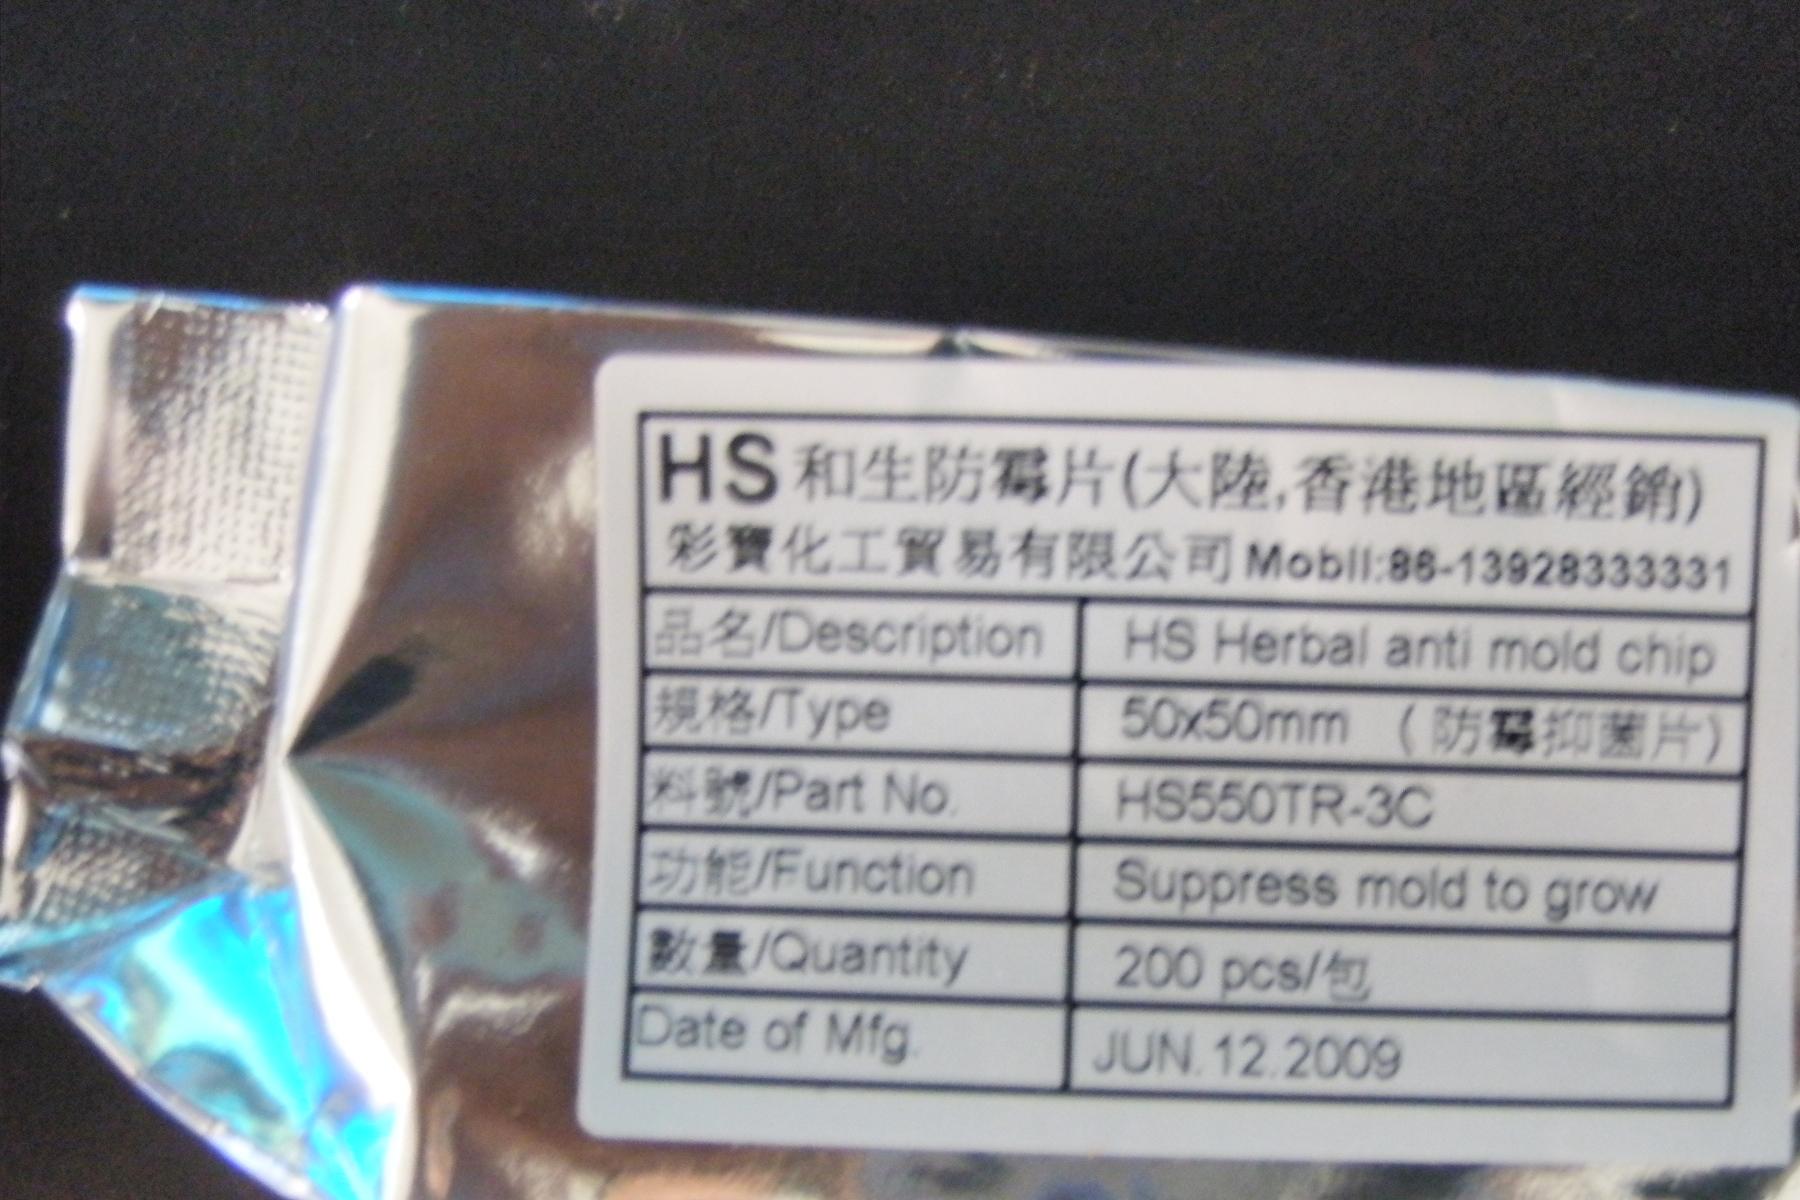 HS 和生防霉片(大陸,香港地區經銷)
彩寶化工貿易有限公司 Mobil:86-13928333331
品名/Description HS Herbal anti mold chip
規格/Type 50x50mm (防霉抑菌片)
料號/Part No. HS550TR-3C
功能/Function Suppress mold to grow
數量/Quantity 200 pcs/包
Date of Mfg. JUN.12.2009